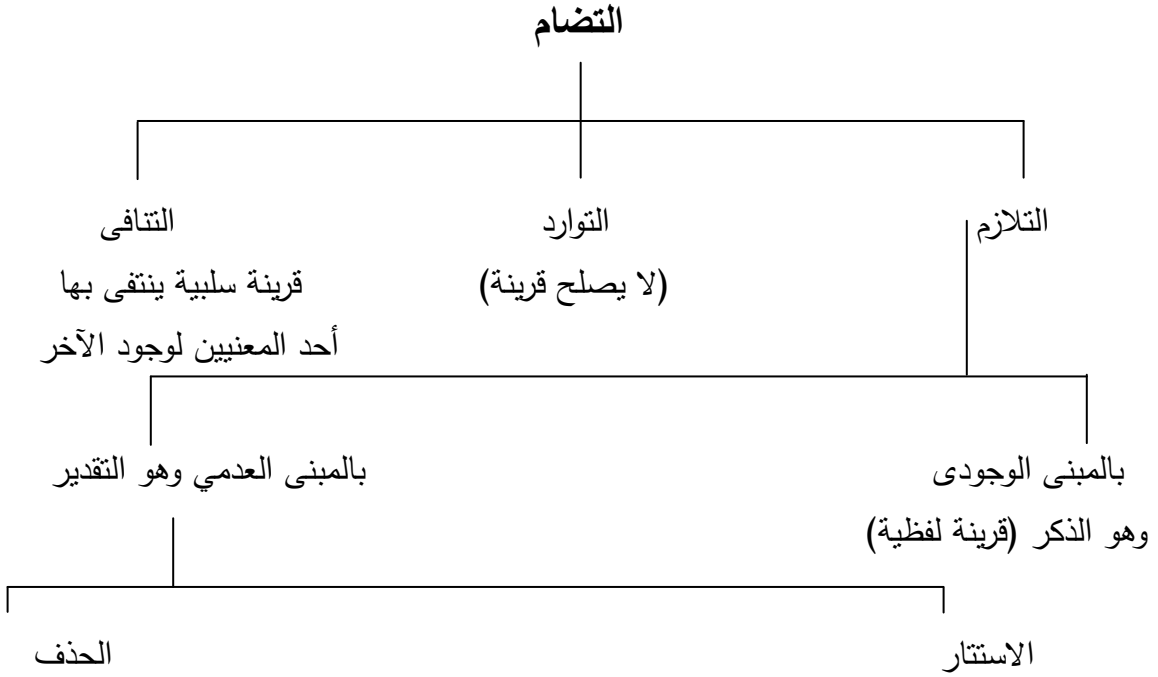 التضام
التلازم
التوارد
(لا يصلح قرينة)
التنافى
قرينة سلبية ينتفى بها
أحد المعنيين لوجود الآخر
بالمبنى الوجودى
وهو الذكر (قرينة لفظية)
بالمبنى العدمي وهو التقدير
الاستتار
الحذف